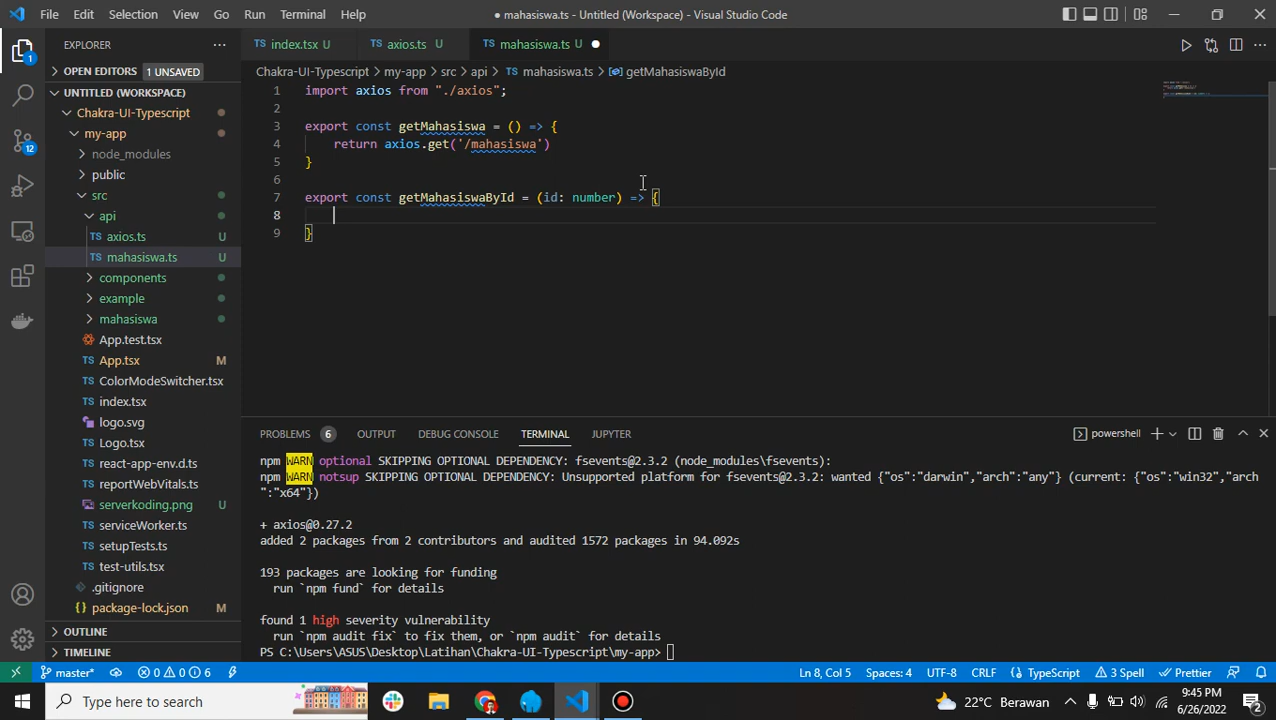 File Edit Selection View Go Run Terminal Help
● mahasiswa.ts - Untitled (Workspace) - Visual Studio Code
EXPLORER
OPEN EDITORS 1 UNSAVED
UNTITLED (WORKSPACE)
Chakra-UI-Typescript
my-app
node_modules
public
src
api
TS axios.ts U
TS mahasiswa.ts U
components
example
mahasiswa
App.test.tsx
TS App.tsx M
TS ColorModeSwitcher.tsx
TS index.tsx
logo.svg
TS Logo.tsx
TS react-app-env.d.ts
TS reportWebVitals.ts
serverkoding.png U
TS serviceWorker.ts
TS setupTests.ts
TS test-utils.tsx
.gitignore
{} package-lock.json M
OUTLINE
TIMELINE
1
12
TS index.tsx U
TS axios.ts U
TS mahasiswa.ts U ●
Chakra-UI-Typescript > my-app > src > api > TS mahasiswa.ts > getMahasiswaById
1 import axios from "./axios";
2
3 export const getMahasiswa = () => {
4 return axios.get('/mahasiswa')
5 }
6
7 export const getMahasiswaById = (id: number) => {
8
9 }
PROBLEMS 6 OUTPUT DEBUG CONSOLE TERMINAL JUPYTER
powershell
npm WARN optional SKIPPING OPTIONAL DEPENDENCY: fsevents@2.3.2 (node_modules\fsevents):
npm WARN notsup SKIPPING OPTIONAL DEPENDENCY: Unsupported platform for fsevents@2.3.2: wanted {"os":"darwin","arch":"any"} (current: {"os":"win32","arch
":"x64"})
+ axios@0.27.2
added 2 packages from 2 contributors and audited 1572 packages in 94.092s
193 packages are looking for funding
run `npm fund` for details
found 1 high severity vulnerability
run `npm audit fix` to fix them, or `npm audit` for details
PS C:\Users\ASUS\Desktop\Latihan\Chakra-UI-Typescript\my-app>
master* 0 0 6 Ln 8, Col 5 Spaces: 4 UTF-8 CRLF {} TypeScript 3 Spell Prettier
Type here to search
22°C Berawan
9:45 PM
6/26/2022
2